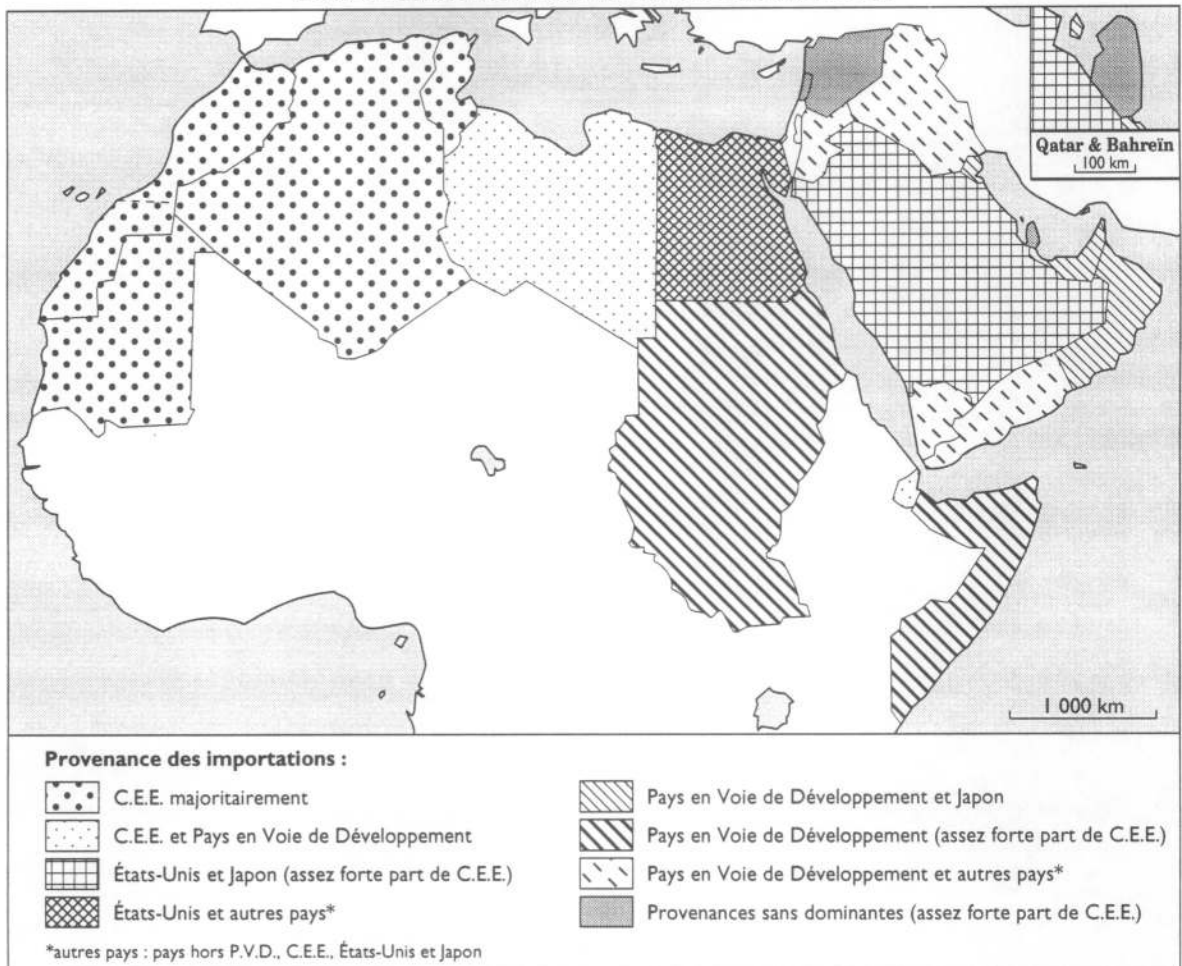 Qatar & Bahreïn
100 km
1 000 km
Provenance des importations :
C.E.E. majoritairement
C.E.E. et Pays en Voie de Développement
États-Unis et Japon (assez forte part de C.E.E.)
États-Unis et autres pays*
Pays en Voie de Développement et Japon
Pays en Voie de Développement (assez forte part de C.E.E.)
Pays en Voie de Développement et autres pays*
Provenances sans dominantes (assez forte part de C.E.E.)
*autres pays : pays hors P.V.D., C.E.E., États-Unis et Japon